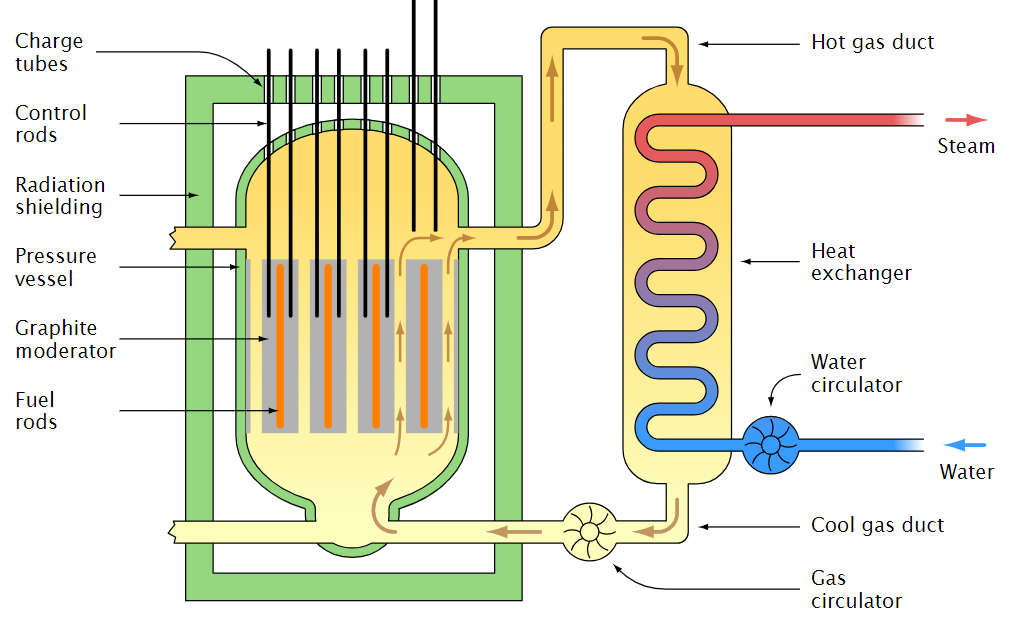 Charge
tubes
Control
rods
Radiation
shielding
Pressure
vessel
Graphite
moderator
Fuel
rods
Hot gas duct
Steam
Heat
exchanger
Water
circulator
Water
Cool gas duct
Gas
circulator